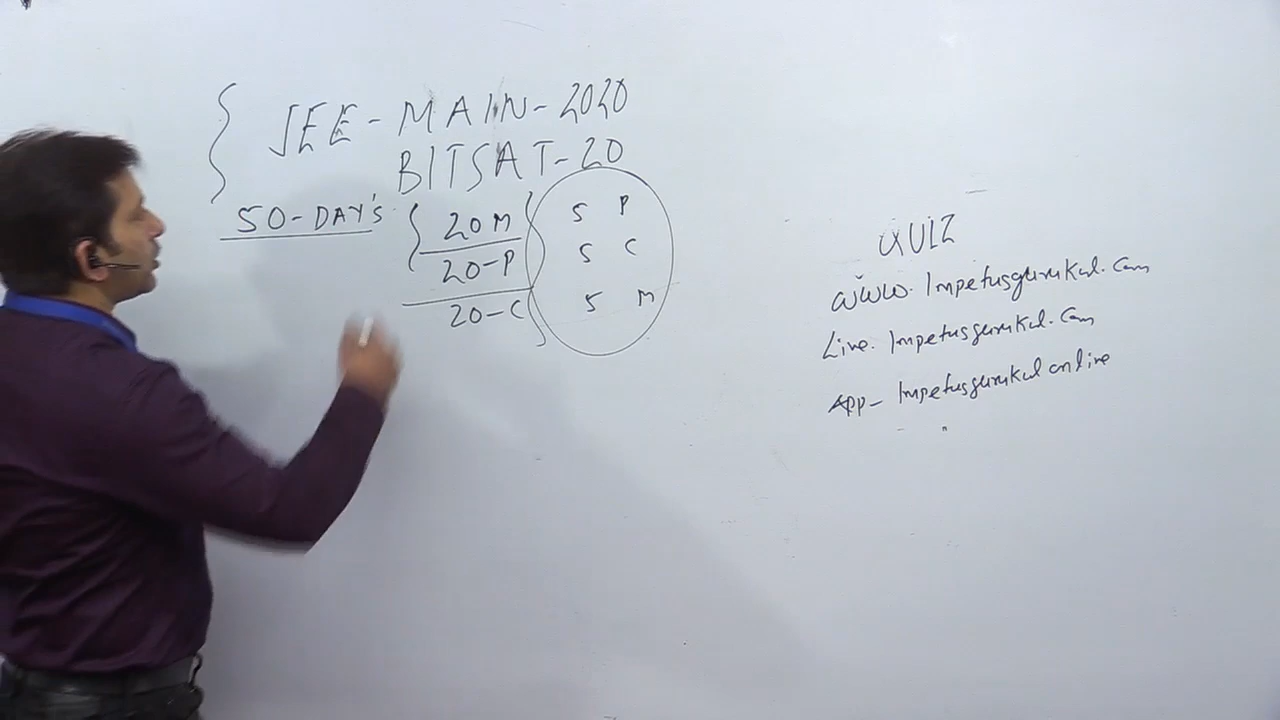 JEE - MAIN - 2020
BITSAT - 20
50 - DAY'S
20 M
20 - P
20 - C
5 P
5 C
5 M
QUIZ
www. Impetusgurukul. Com
Live. Impetusgurukul. Com
APP - Impetusgurukul online